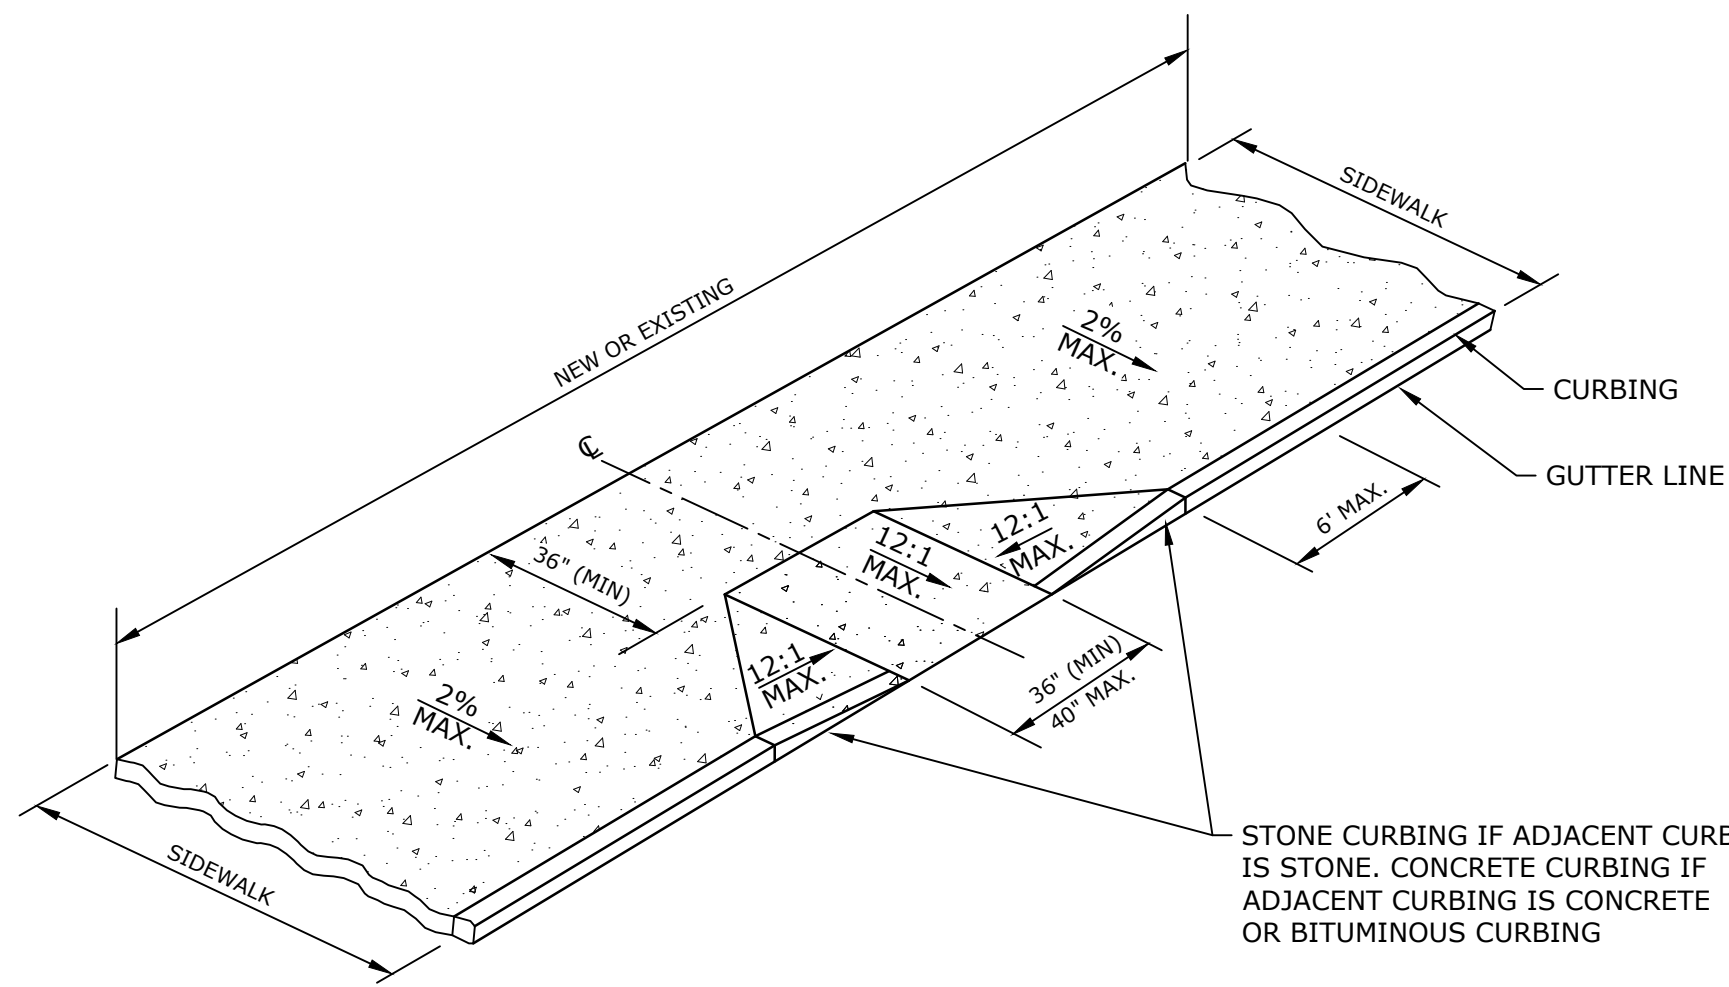 NEW OR EXISTING
SIDEWALK
2%
MAX.
CURBING
GUTTER LINE
6' MAX.
℄
12:1
MAX.
12:1
MAX.
36" (MIN)
12:1
MAX.
36" (MIN)
40" MAX.
2%
MAX.
SIDEWALK
STONE CURBING IF ADJACENT CURB
IS STONE. CONCRETE CURBING IF
ADJACENT CURBING IS CONCRETE
OR BITUMINOUS CURBING